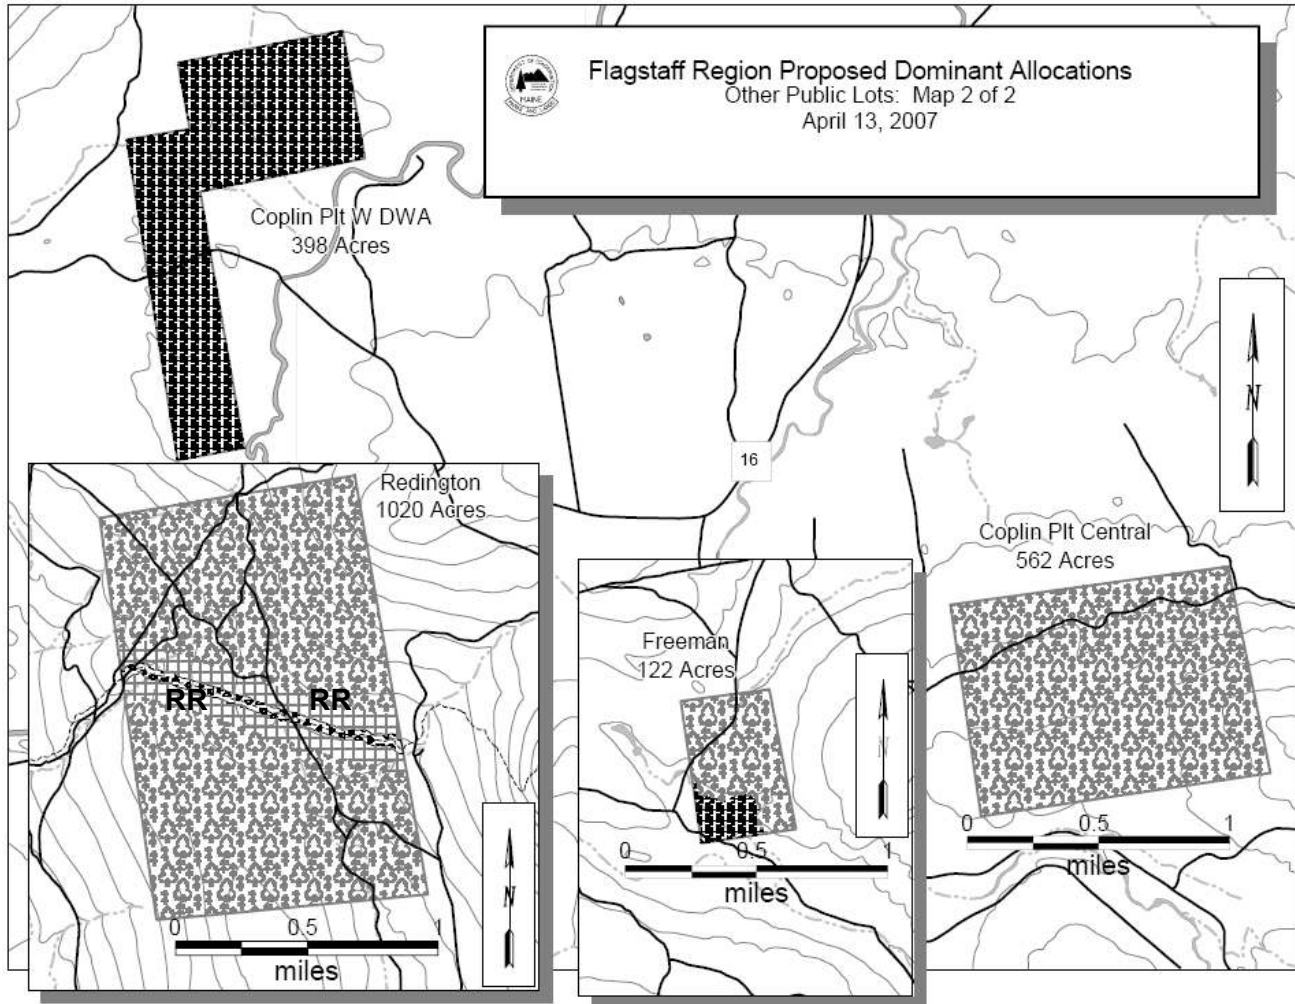 Flagstaff Region Proposed Dominant Allocations
Other Public Lots: Map 2 of 2
April 13, 2007
MAINE
Coplin Plt W DWA
398 Acres
N
16
Redington
1020 Acres
RR RR
N
0 0.5 1
miles
Freeman
122 Acres
N
0 0.5 1
miles
Coplin Plt Central
562 Acres
0 0.5 1
miles